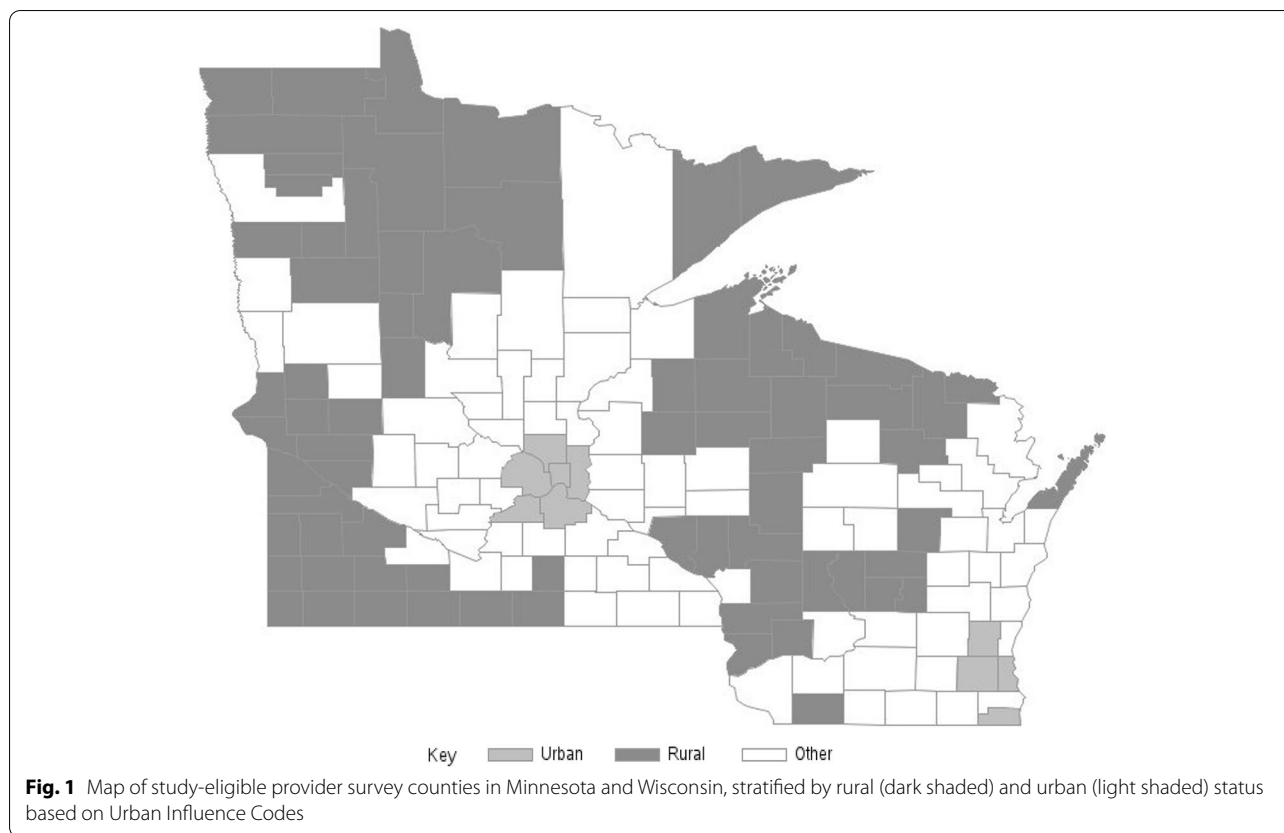 Key Urban Rural Other
Fig. 1 Map of study-eligible provider survey counties in Minnesota and Wisconsin, stratified by rural (dark shaded) and urban (light shaded) status
based on Urban Influence Codes